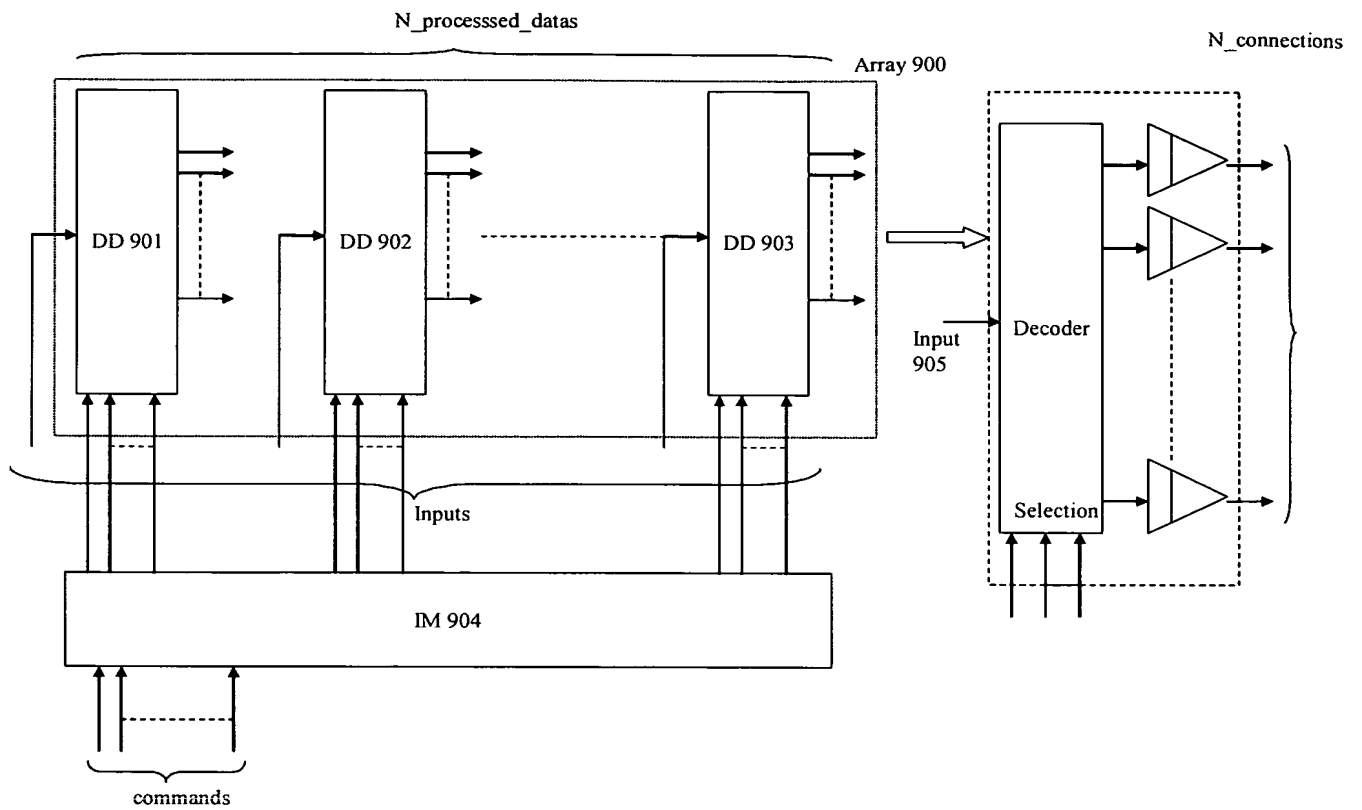 N_processsed_datas
N_connections
Array 900
DD 901
DD 902
DD 903
Input
905
Decoder
Selection
Inputs
IM 904
commands